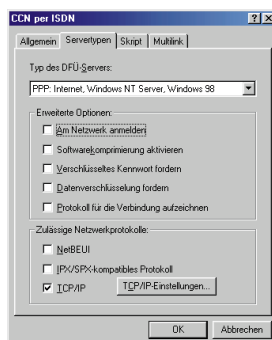 CCN per ISDN
Allgemein Servertypen Skript Multilink
Typ des DFÜ-Servers:
PPP: Internet, Windows NT Server, Windows 98
Erweiterte Optionen:
Am Netzwerk anmelden
Softwarekomprimierung aktivieren
Verschlüsseltes Kennwort fordern
Datenverschlüsselung fordern
Protokoll für die Verbindung aufzeichnen
Zulässige Netzwerkprotokolle:
NetBEUI
IPX/SPX-kompatibles Protokoll
TCP/IP TCP/IP-Einstellungen...
OK Abbrechen